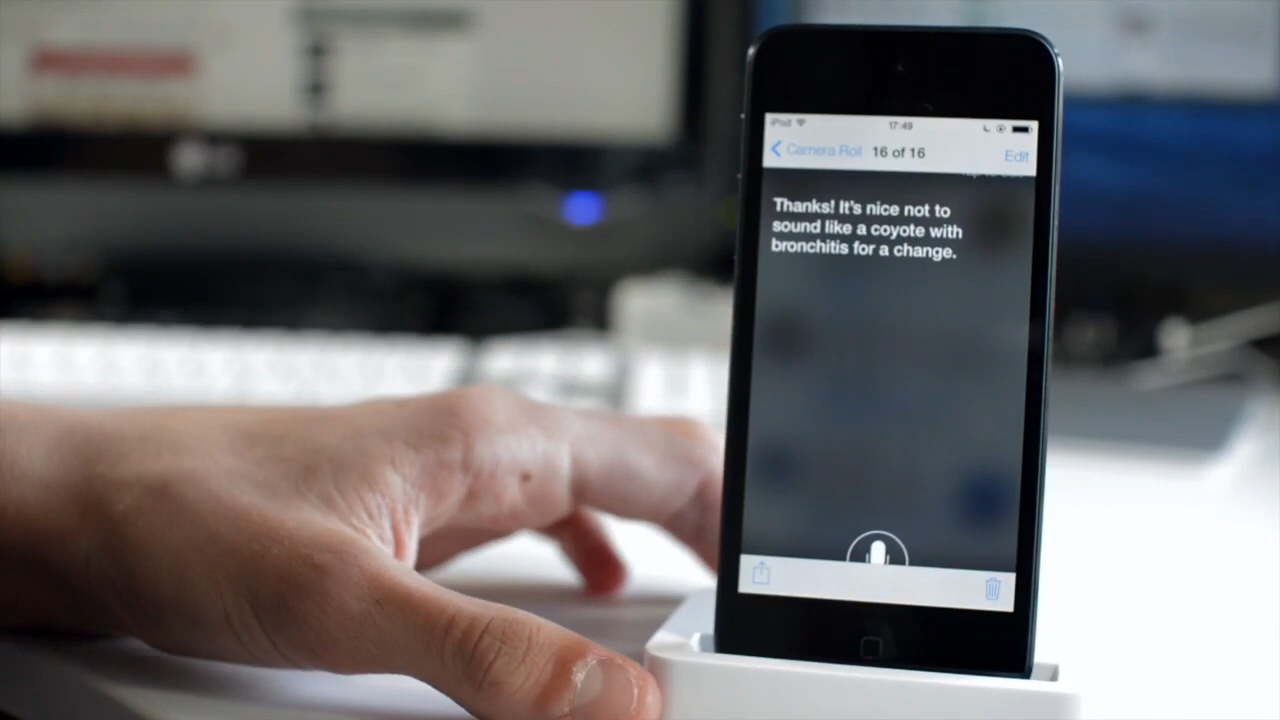 iPod 17:49
Camera Roll 16 of 16 Edit
Thanks! It's nice not to
sound like a coyote with
bronchitis for a change.
LG